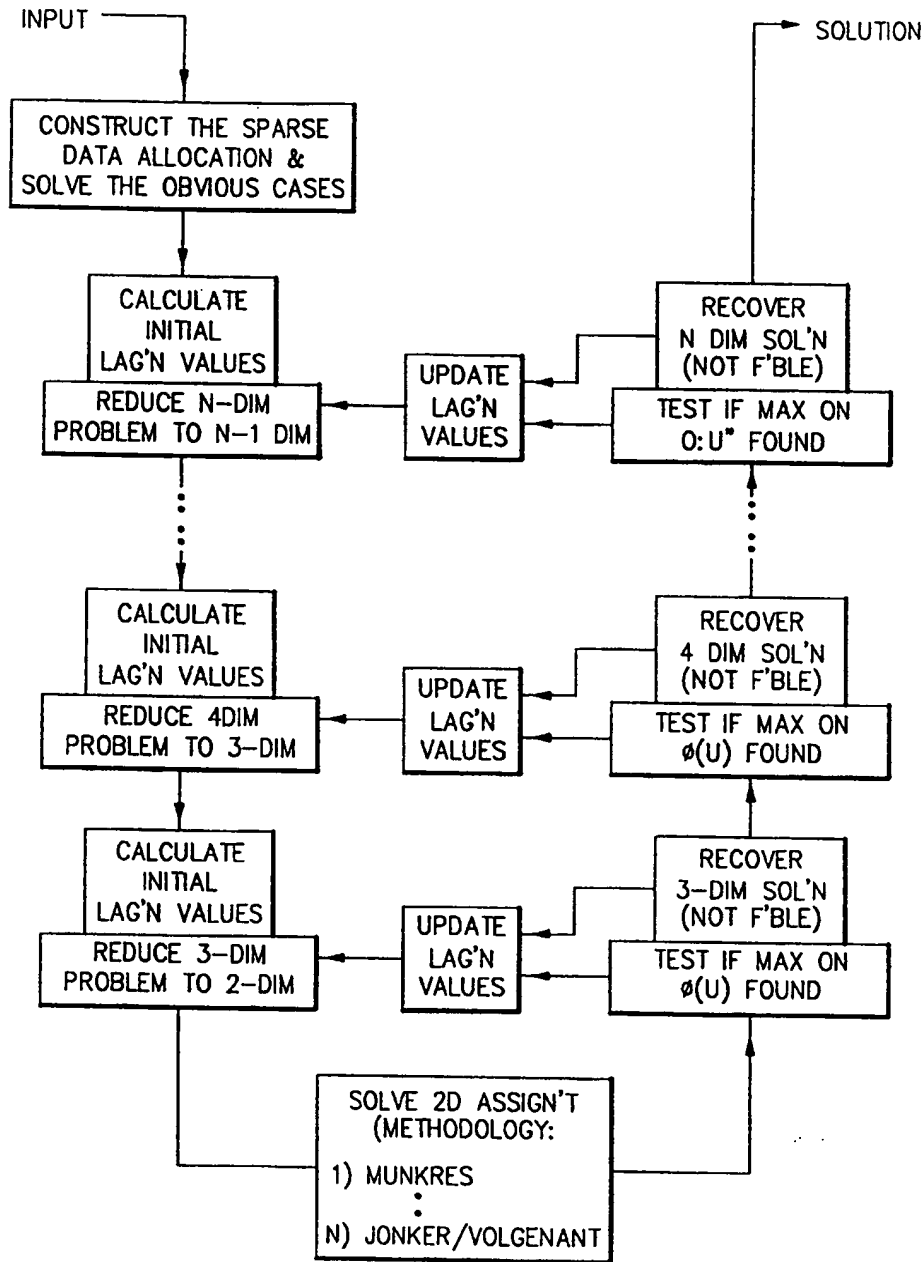 INPUT
CONSTRUCT THE SPARSE
DATA ALLOCATION &
SOLVE THE OBVIOUS CASES
CALCULATE
INITIAL
LAG'N VALUES
REDUCE N-DIM
PROBLEM TO N-1 DIM
CALCULATE
INITIAL
LAG'N VALUES
REDUCE 4DIM
PROBLEM TO 3-DIM
CALCULATE
INITIAL
LAG'N VALUES
REDUCE 3-DIM
PROBLEM TO 2-DIM
UPDATE
LAG'N
VALUES
UPDATE
LAG'N
VALUES
UPDATE
LAG'N
VALUES
SOLVE 2D ASSIGN'T
(METHODOLOGY:
1) MUNKRES
N) JONKER/VOLGENANT
SOLUTION
RECOVER
N DIM SOL'N
(NOT F'BLE)
TEST IF MAX ON
O:U* FOUND
RECOVER
4 DIM SOL'N
(NOT F'BLE)
TEST IF MAX ON
ø(U) FOUND
RECOVER
3-DIM SOL'N
(NOT F'BLE)
TEST IF MAX ON
ø(U) FOUND